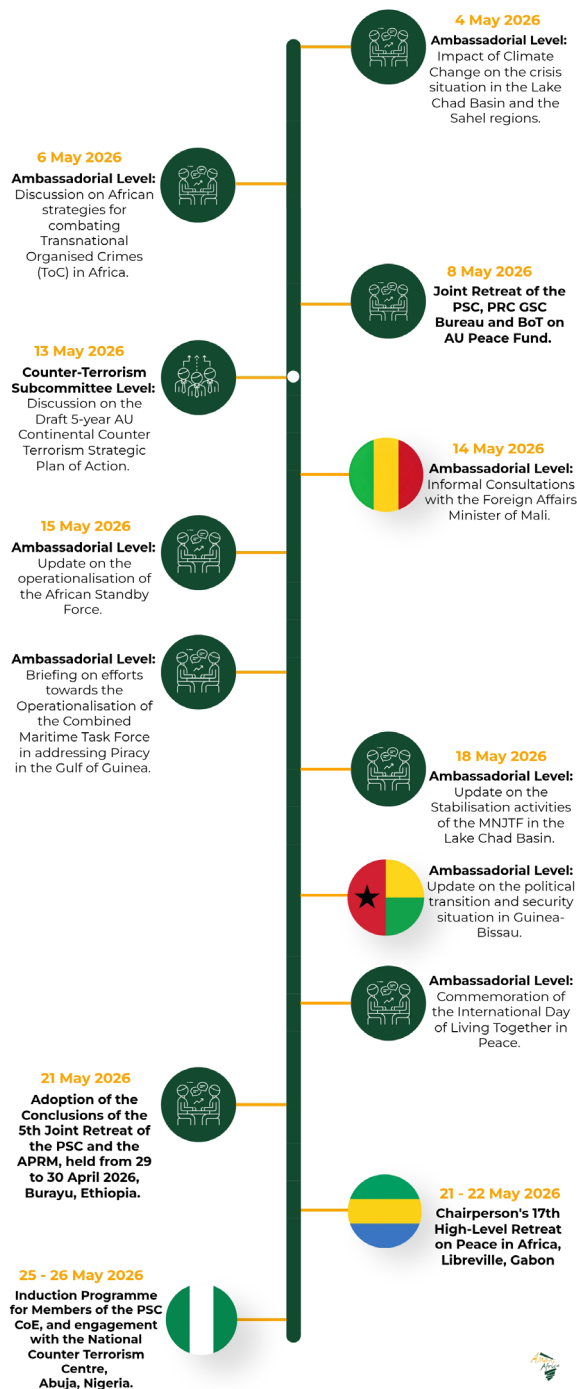 4 May 2026
Ambassadorial Level:
Impact of Climate
Change on the crisis
situation in the Lake
Chad Basin and the
Sahel regions.
6 May 2026
Ambassadorial Level:
Discussion on African
strategies for
combating
Transnational
Organised Crimes
(ToC) in Africa.
8 May 2026
Joint Retreat of the
PSC, PRC GSC
Bureau and BoT on
AU Peace Fund.
13 May 2026
Counter-Terrorism
Subcommittee Level:
Discussion on the
Draft 5-year AU
Continental Counter
Terrorism Strategic
Plan of Action.
14 May 2026
Ambassadorial Level:
Informal Consultations
with the Foreign Affairs
Minister of Mali.
15 May 2026
Ambassadorial Level:
Update on the
operationalisation of
the African Standby
Force.
Ambassadorial Level:
Briefing on efforts
towards the
Operationalisation of
the Combined
Maritime Task Force
in addressing Piracy
in the Gulf of Guinea.
18 May 2026
Ambassadorial Level:
Update on the
Stabilisation activities
of the MNJTF in the
Lake Chad Basin.
Ambassadorial Level:
Update on the political
transition and security
situation in Guinea-
Bissau.
Ambassadorial Level:
Commemoration of
the International Day
of Living Together in
Peace.
21 May 2026
Adoption of the
Conclusions of the
5th Joint Retreat of
the PSC and the
APRM, held from 29
to 30 April 2026,
Burayu, Ethiopia.
21 - 22 May 2026
Chairperson's 17th
High-Level Retreat
on Peace in Africa,
Libreville, Gabon
25 - 26 May 2026
Induction Programme
for Members of the PSC
CoE, and engagement
with the National
Counter Terrorism
Centre,
Abuja, Nigeria.
Amani
Africa